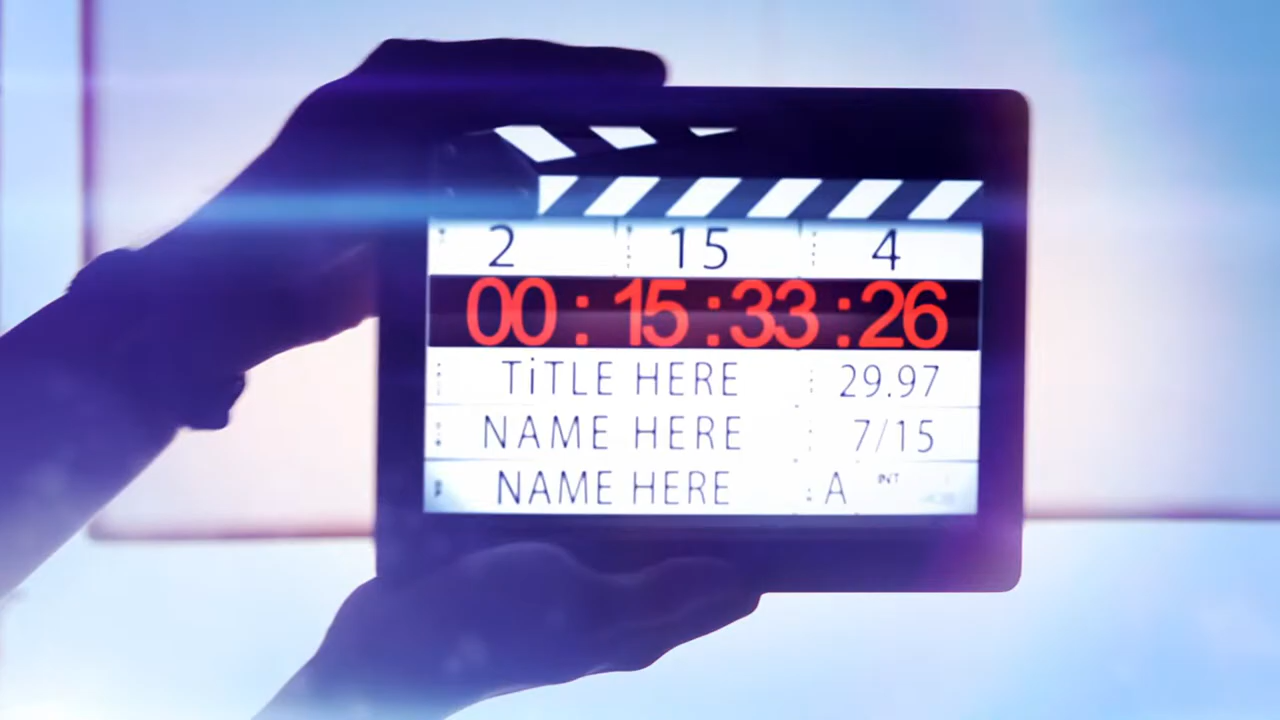 2 15 4
00:15:33:26
TiTLE HERE 29.97
NAME HERE 7/15
NAME HERE A INT